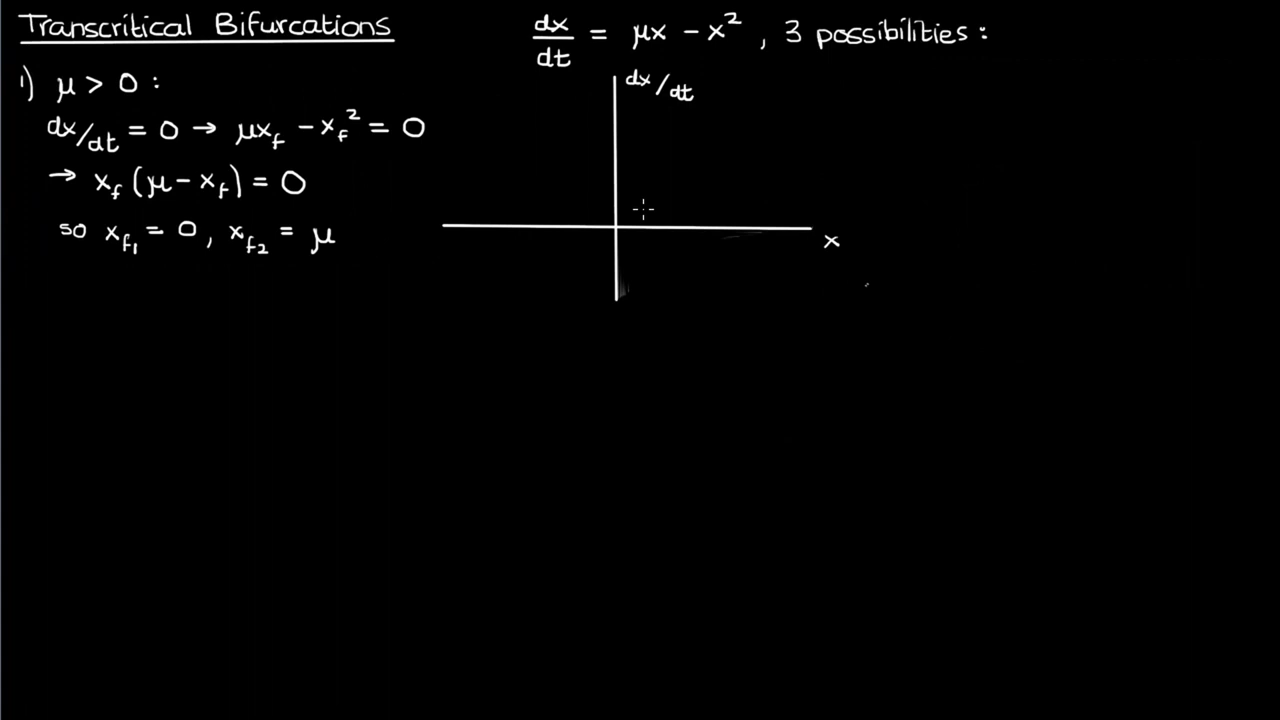 Transcritical Bifurcations
dx/dt = μx - x², 3 possibilities:
1) μ > 0:
dx/dt = 0 → μx_f - x_f² = 0
→ x_f (μ - x_f) = 0
so x_f₁ = 0, x_f₂ = μ
dx/dt
x